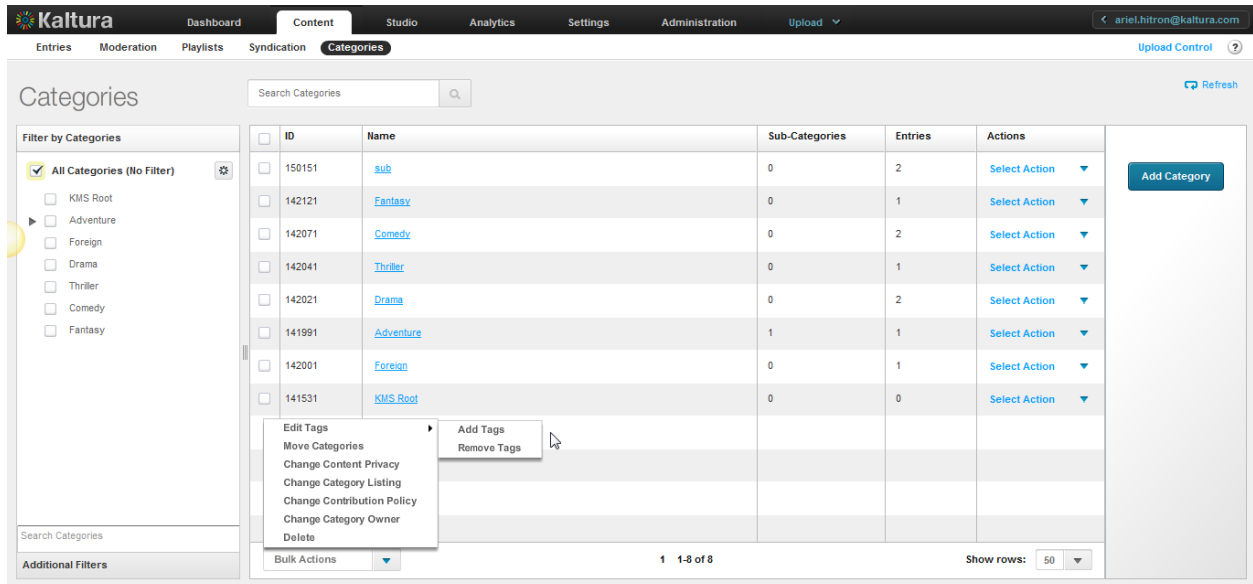 Kaltura Dashboard Content Studio Analytics Settings Administration Upload ariel.hitron@kaltura.com
Entries Moderation Playlists Syndication Categories Upload Control ?
Categories Search Categories Refresh
Filter by Categories ID Name Sub-Categories Entries Actions
All Categories (No Filter) 150151 sub 0 2 Select Action Add Category
KMS Root 142121 Fantasy 0 1 Select Action
Adventure
Foreign 142071 Comedy 0 2 Select Action
Drama 142041 Thriller 0 1 Select Action
Thriller 142021 Drama 0 2 Select Action
Comedy
Fantasy 141991 Adventure 1 1 Select Action
142001 Foreign 0 1 Select Action
141531 KMS Root 0 0 Select Action
Edit Tags Add Tags
Move Categories Remove Tags
Change Content Privacy
Change Category Listing
Change Contribution Policy
Change Category Owner
Search Categories Delete
Additional Filters Bulk Actions 1 1-8 of 8 Show rows: 50